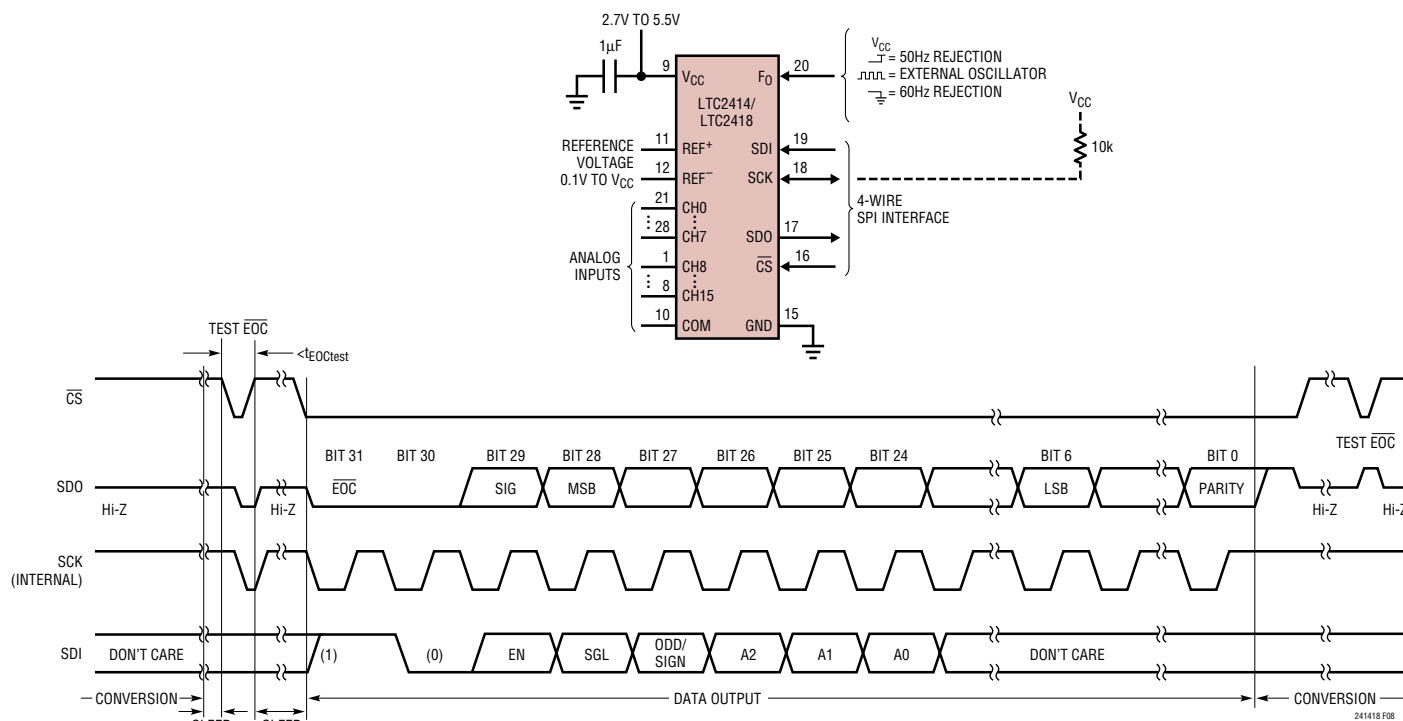 2.7V TO 5.5V
1µF
9
VCC
FO
20
VCC
= 50Hz REJECTION
= EXTERNAL OSCILLATOR
= 60Hz REJECTION
LTC2414/
LTC2418
VCC
10k
REFERENCE
VOLTAGE
0.1V TO VCC
11
REF+
SDI
19
12
REF–
SCK
18
4-WIRE
SPI INTERFACE
ANALOG
INPUTS
21
CH0
28
CH7
SDO
17
1
CH8
CS
16
8
CH15
10
COM
GND
15
TEST EOC
<tEOCtest
CS
TEST EOC
BIT 31
BIT 30
BIT 29
BIT 28
BIT 27
BIT 26
BIT 25
BIT 24
BIT 6
BIT 0
SDO
EOC
SIG
MSB
LSB
PARITY
Hi-Z
Hi-Z
Hi-Z
Hi-Z
SCK
(INTERNAL)
SDI
DON'T CARE
(1)
(0)
EN
SGL
ODD/
SIGN
A2
A1
A0
DON'T CARE
CONVERSION
DATA OUTPUT
CONVERSION
241418 F08